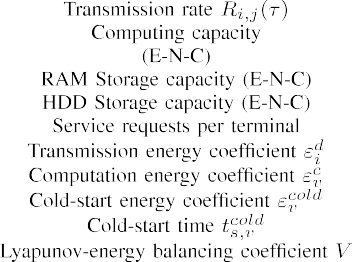 Transmission rate $R_{i,j}(\tau)$
Computing capacity
(E-N-C)
RAM Storage capacity (E-N-C)
HDD Storage capacity (E-N-C)
Service requests per terminal
Transmission energy coefficient $\varepsilon_i^d$
Computation energy coefficient $\varepsilon_v^c$
Cold-start energy coefficient $\varepsilon_v^{cold}$
Cold-start time $t_{s,v}^{cold}$
Lyapunov-energy balancing coefficient $V$